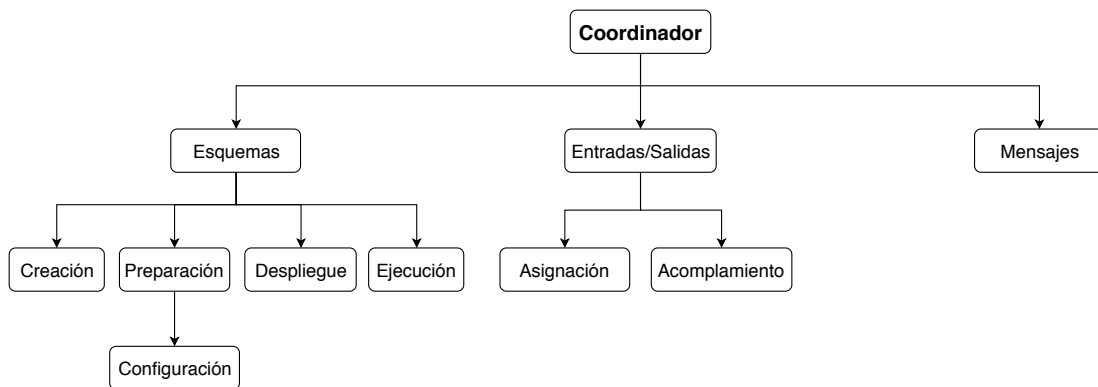 Coordinador
Esquemas
Entradas/Salidas
Mensajes
Creación
Preparación
Despliegue
Ejecución
Asignación
Acomplamiento
Configuración